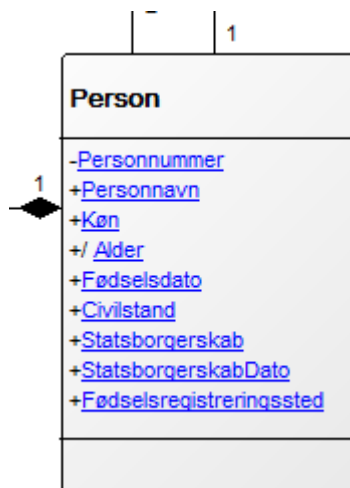 1
Person
-Personnummer
1
+Personnavn
+Køn
+/ Alder
+Fødselsdato
+Civilstand
+Statsborgerskab
+StatsborgerskabDato
+Fødselsregistreringssted